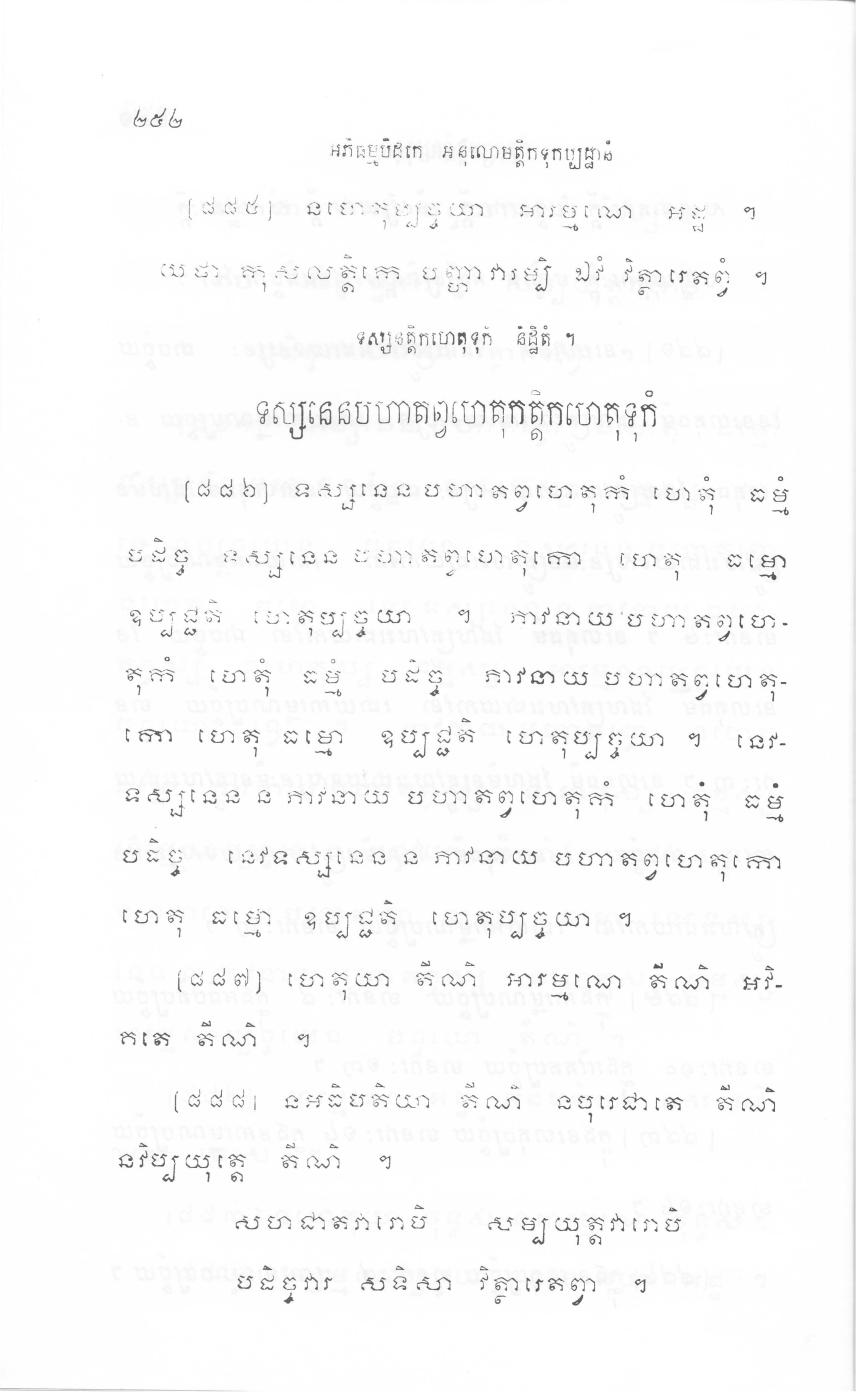 ២៥២
អភិធម្មបិដកេ អនុលោមត្តិកទុកប្បដ្ឋានំ
[៨៨៥] នហេតុប្បច្ចយា អារម្មណេ អដ្ឋ ។
យថា កុសលត្តិកេ បញ្ហាវារម្បិ ឯវំ វិត្ថារេតព្វំ ។
ទស្សនត្តិកហេតុទុកំ និដ្ឋិតំ ។
ទស្សនេនបហាតព្វហេតុកត្តិកហេតុទុកំ
[៨៨៦] ទស្សនេន បហាតព្វហេតុកំ ហេតុំ ធម្មំ
បដិច្ច ទស្សនេន បហាតព្វហេតុកោ ហេតុ ធម្មោ
ឧប្បជ្ជតិ ហេតុប្បច្ចយា ។ ភាវនាយ បហាតព្វហេ-
តុកំ ហេតុំ ធម្មំ បដិច្ច ភាវនាយ បហាតព្វហេតុ-
កោ ហេតុ ធម្មោ ឧប្បជ្ជតិ ហេតុប្បច្ចយា ។ នេវ-
ទស្សនេន ន ភាវនាយ បហាតព្វហេតុកំ ហេតុំ ធម្មំ
បដិច្ច នេវទស្សនេន ន ភាវនាយ បហាតព្វហេតុកោ
ហេតុ ធម្មោ ឧប្បជ្ជតិ ហេតុប្បច្ចយា ។
[៨៨៧] ហេតុយា តីណិ អារម្មណេ តីណិ អវិ-
កតេ តីណិ ។
[៨៨៨] នអធិបតិយា តីណិ នបុរេជាតេ តីណិ
នវិប្បយុត្តេ តីណិ ។
សហជាតវារោបិ សម្បយុត្តវារោបិ
បដិច្ចវារ សទិសា វិត្ថារេតព្វា ។